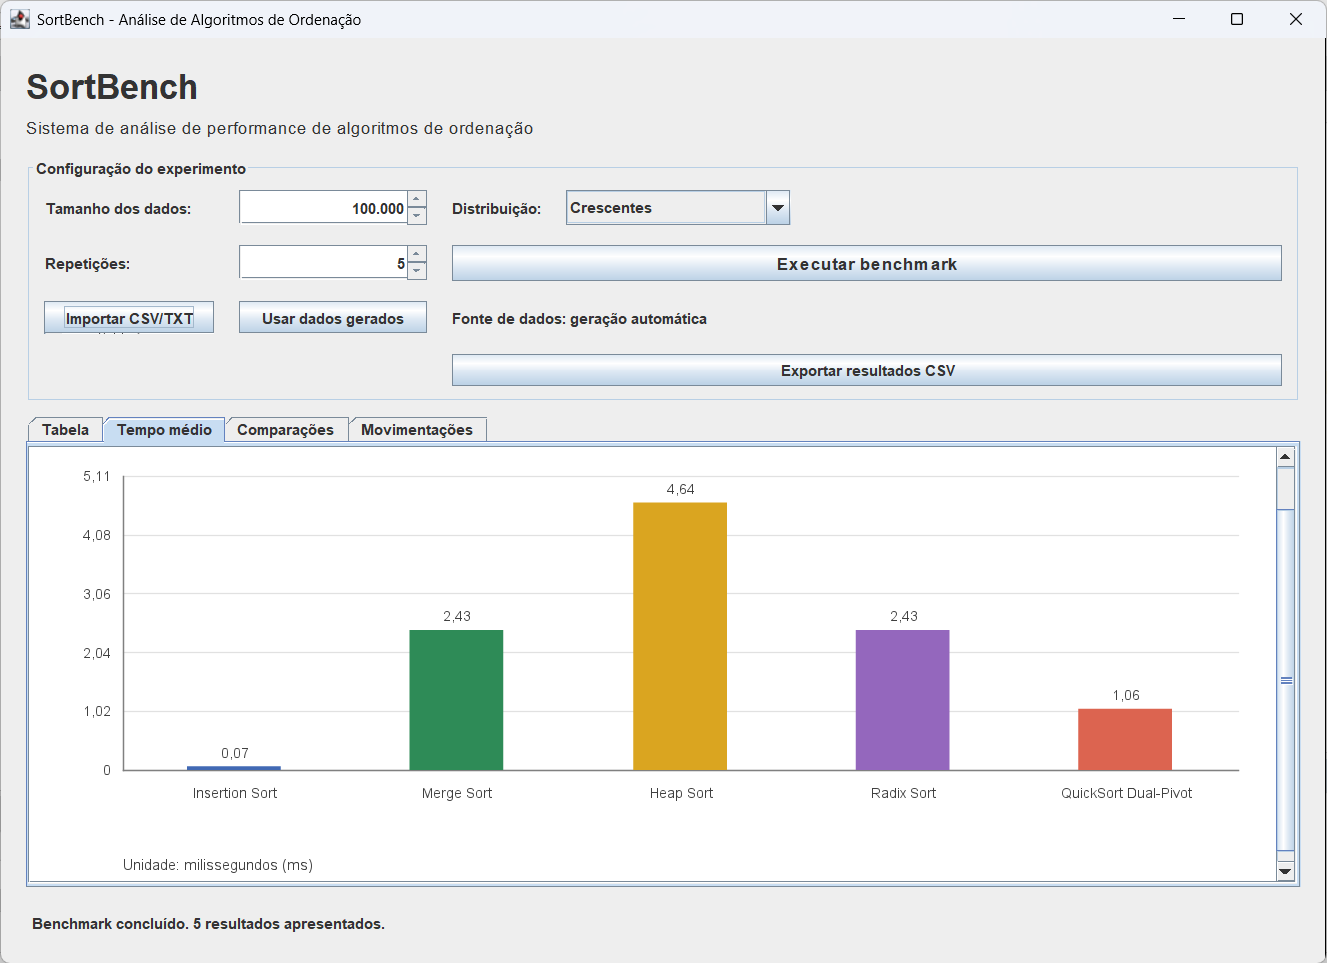 SortBench - Análise de Algoritmos de Ordenação
SortBench
Sistema de análise de performance de algoritmos de ordenação
Configuração do experimento
Tamanho dos dados: 100.000 Distribuição: Crescentes
Repetições: 5 Executar benchmark
Importar CSV/TXT Usar dados gerados Fonte de dados: geração automática
Exportar resultados CSV
Tabela Tempo médio Comparações Movimentações
5,11
4,64
4,08
3,06
2,43 2,43
2,04
1,06
1,02
0,07
0
Insertion Sort Merge Sort Heap Sort Radix Sort QuickSort Dual-Pivot
Unidade: milissegundos (ms)
Benchmark concluído. 5 resultados apresentados.